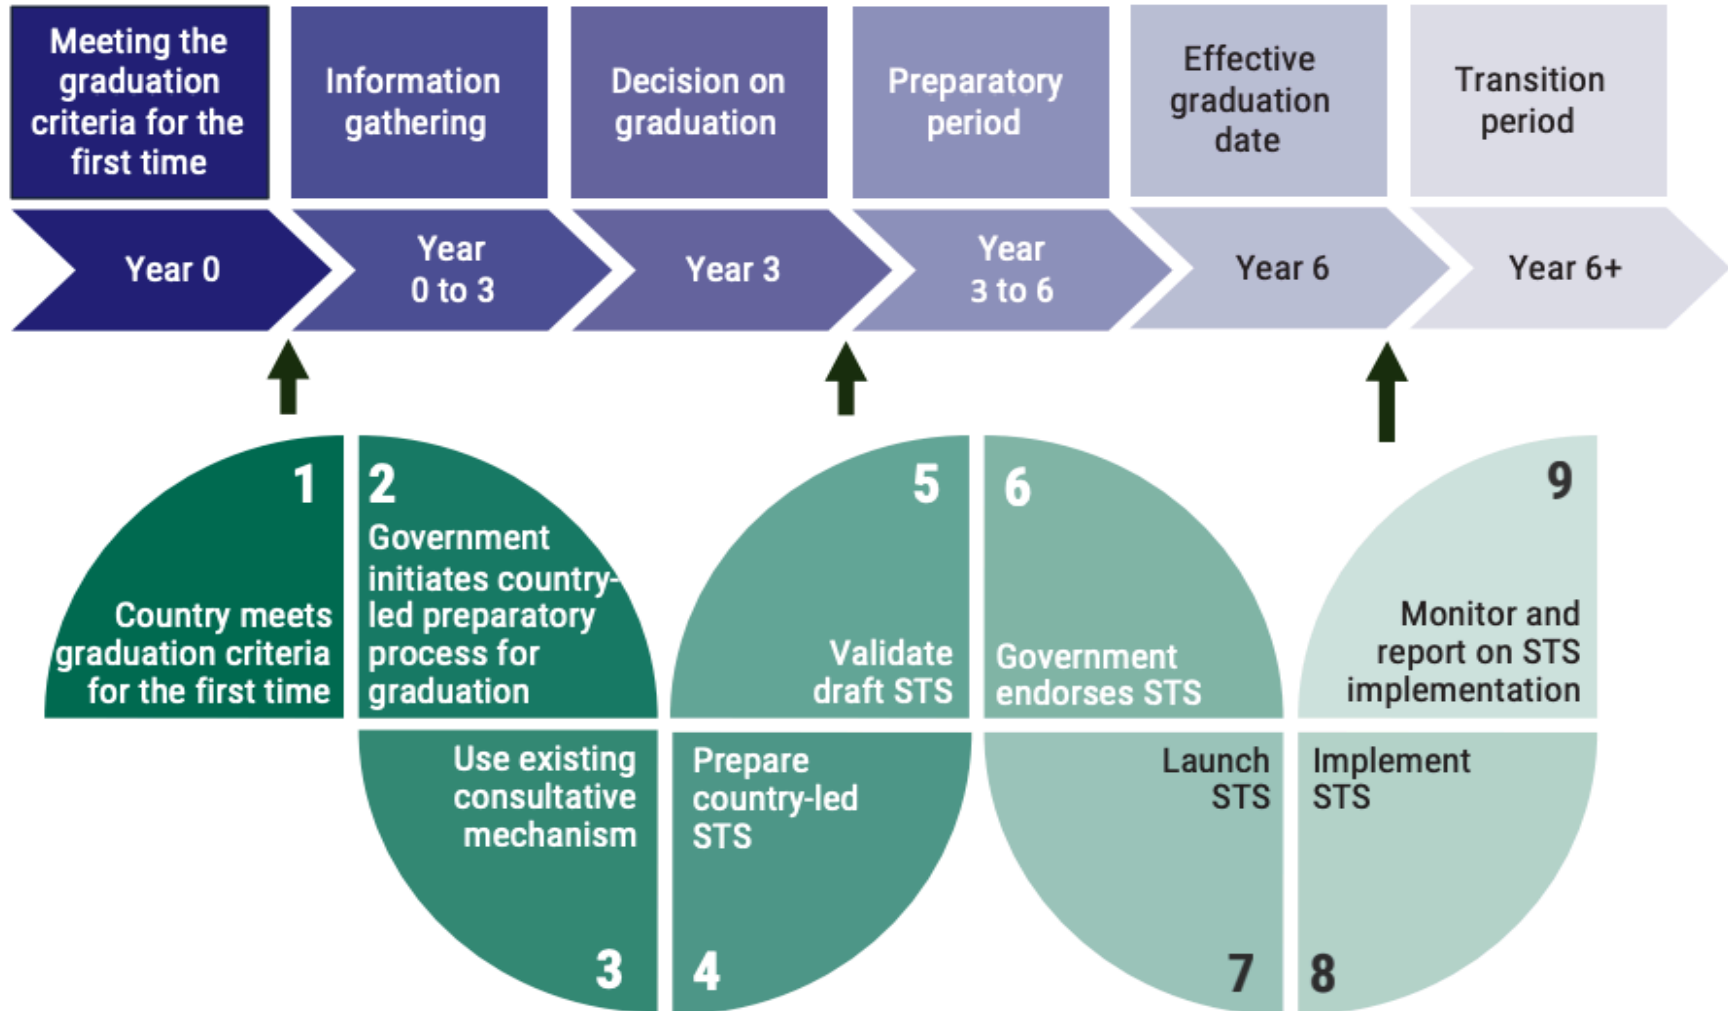 Meeting the
graduation
criteria for the
first time
Information
gathering
Decision on
graduation
Preparatory
period
Effective
graduation
date
Transition
period
Year 0
Year
0 to 3
Year 3
Year
3 to 6
Year 6
Year 6+
1
Country meets
graduation criteria
for the first time
2
Government
initiates country-
led preparatory
process for
graduation
Use existing
consultative
mechanism
3
Prepare
country-led
STS
4
5
Validate
draft STS
6
Government
endorses STS
Launch
STS
7
Implement
STS
8
9
Monitor and
report on STS
implementation